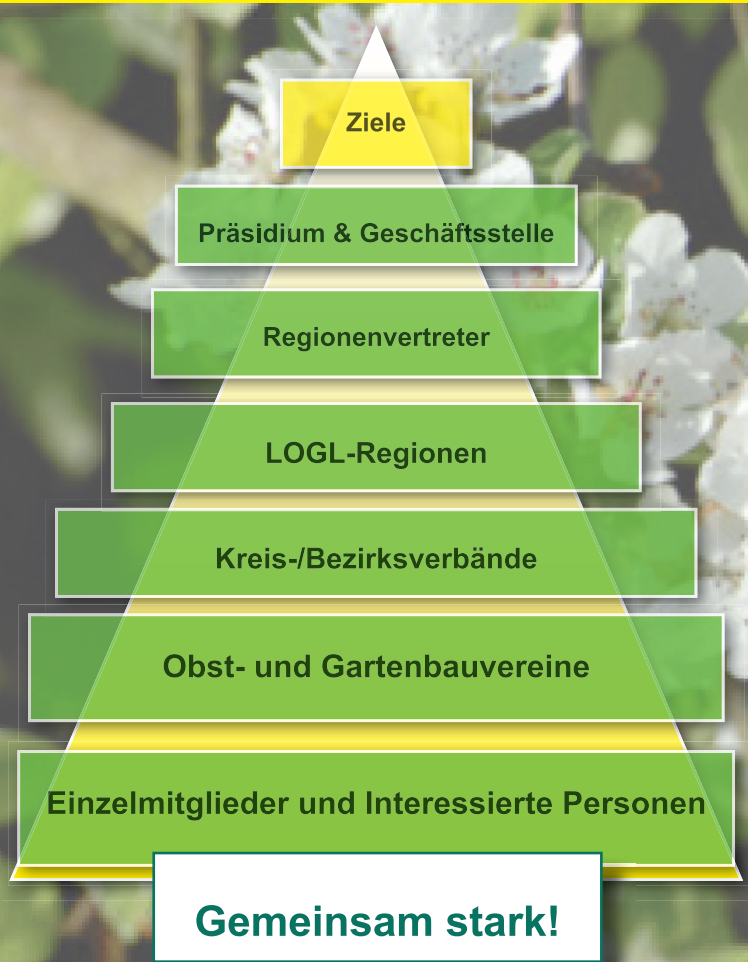 Ziele
Präsidium & Geschäftsstelle
Regionenvertreter
LOGL-Regionen
Kreis-/Bezirksverbände
Obst- und Gartenbauvereine
Einzelmitglieder und Interessierte Personen
Gemeinsam stark!